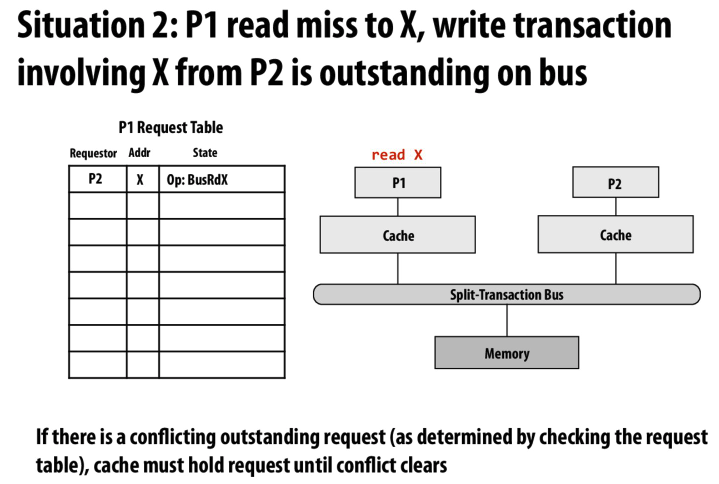 Situation 2: P1 read miss to X, write transaction
involving X from P2 is outstanding on bus
P1 Request Table
Requestor Addr State
P2 X Op: BusRdX
read X
P1
P2
Cache
Cache
Split-Transaction Bus
Memory
If there is a conflicting outstanding request (as determined by checking the request
table), cache must hold request until conflict clears